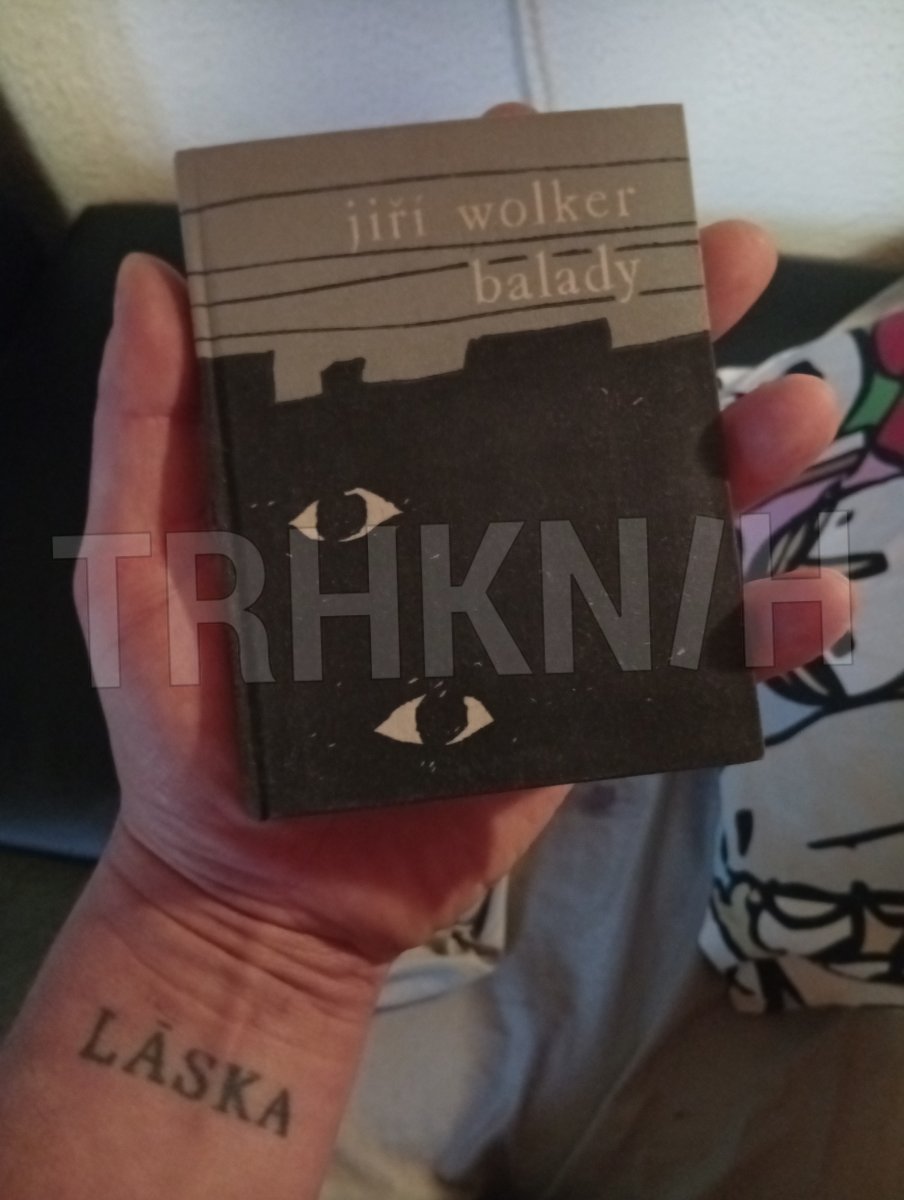 jiří wolker
balady
TRHKNIH
LÁSKA